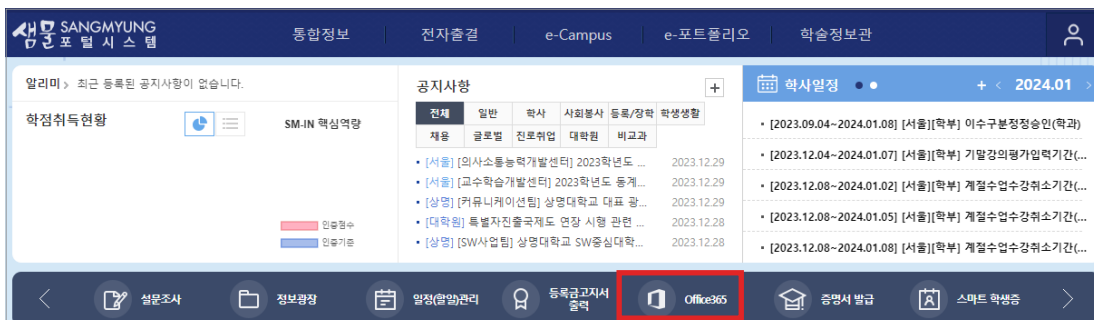 샘물 SANGMYUNG
포털시스템
통합정보
전자출결
e-Campus
e-포트폴리오
학술정보관
알리미 > 최근 등록된 공지사항이 없습니다.
학점취득현황
SM-IN 핵심역량
인증점수
인증기준
공지사항 +
전체 일반 학사 사회봉사 등록/장학 학생생활
채용 글로벌 진로취업 대학원 비교과
• [서울] [의사소통능력개발센터] 2023학년도 ... 2023.12.29
• [서울] [교수학습개발센터] 2023학년도 동계... 2023.12.29
• [상명] [커뮤니케이션팀] 상명대학교 대표 광... 2023.12.29
• [대학원] 특별자진출국제도 연장 시행 관련 ... 2023.12.28
• [상명] [SW사업팀] 상명대학교 SW중심대학... 2023.12.28
학사일정 + < 2024.01 >
• [2023.09.04~2024.01.08] [서울][학부] 이수구분정정승인(학과)
• [2023.12.04~2024.01.07] [서울][학부] 기말강의평가입력기간(...
• [2023.12.08~2024.01.02] [서울][학부] 계절수업수강취소기간(...
• [2023.12.08~2024.01.05] [서울][학부] 계절수업수강취소기간(...
• [2023.12.08~2024.01.08] [서울][학부] 계절수업수강취소기간(...
설문조사
정보광장
일정(할일)관리
등록금고지서
출력
Office365
증명서 발급
스마트 학생증